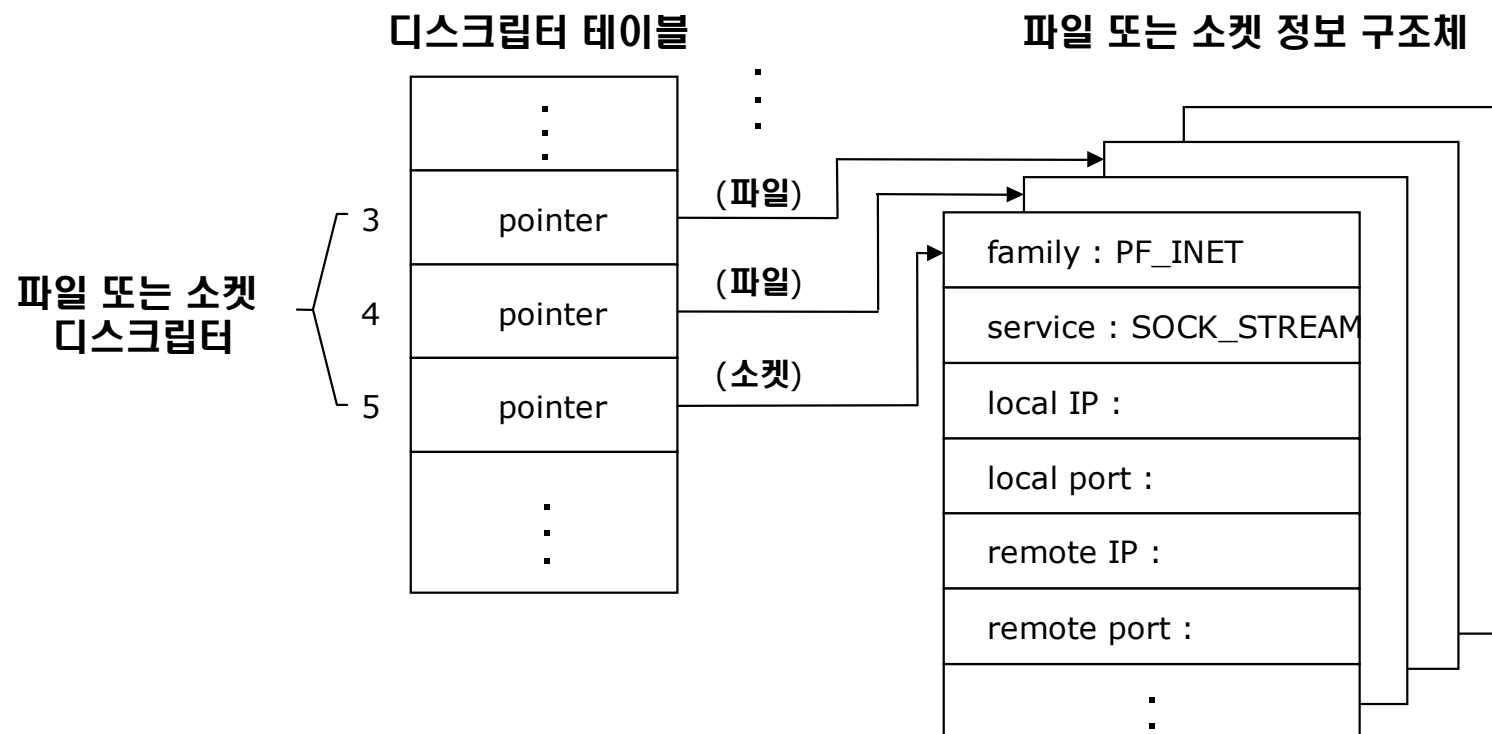 디스크립터 테이블
파일 또는 소켓 정보 구조체
파일 또는 소켓
디스크립터
3
pointer
(파일)
4
pointer
(파일)
5
pointer
(소켓)
family : PF_INET
service : SOCK_STREAM
local IP :
local port :
remote IP :
remote port :